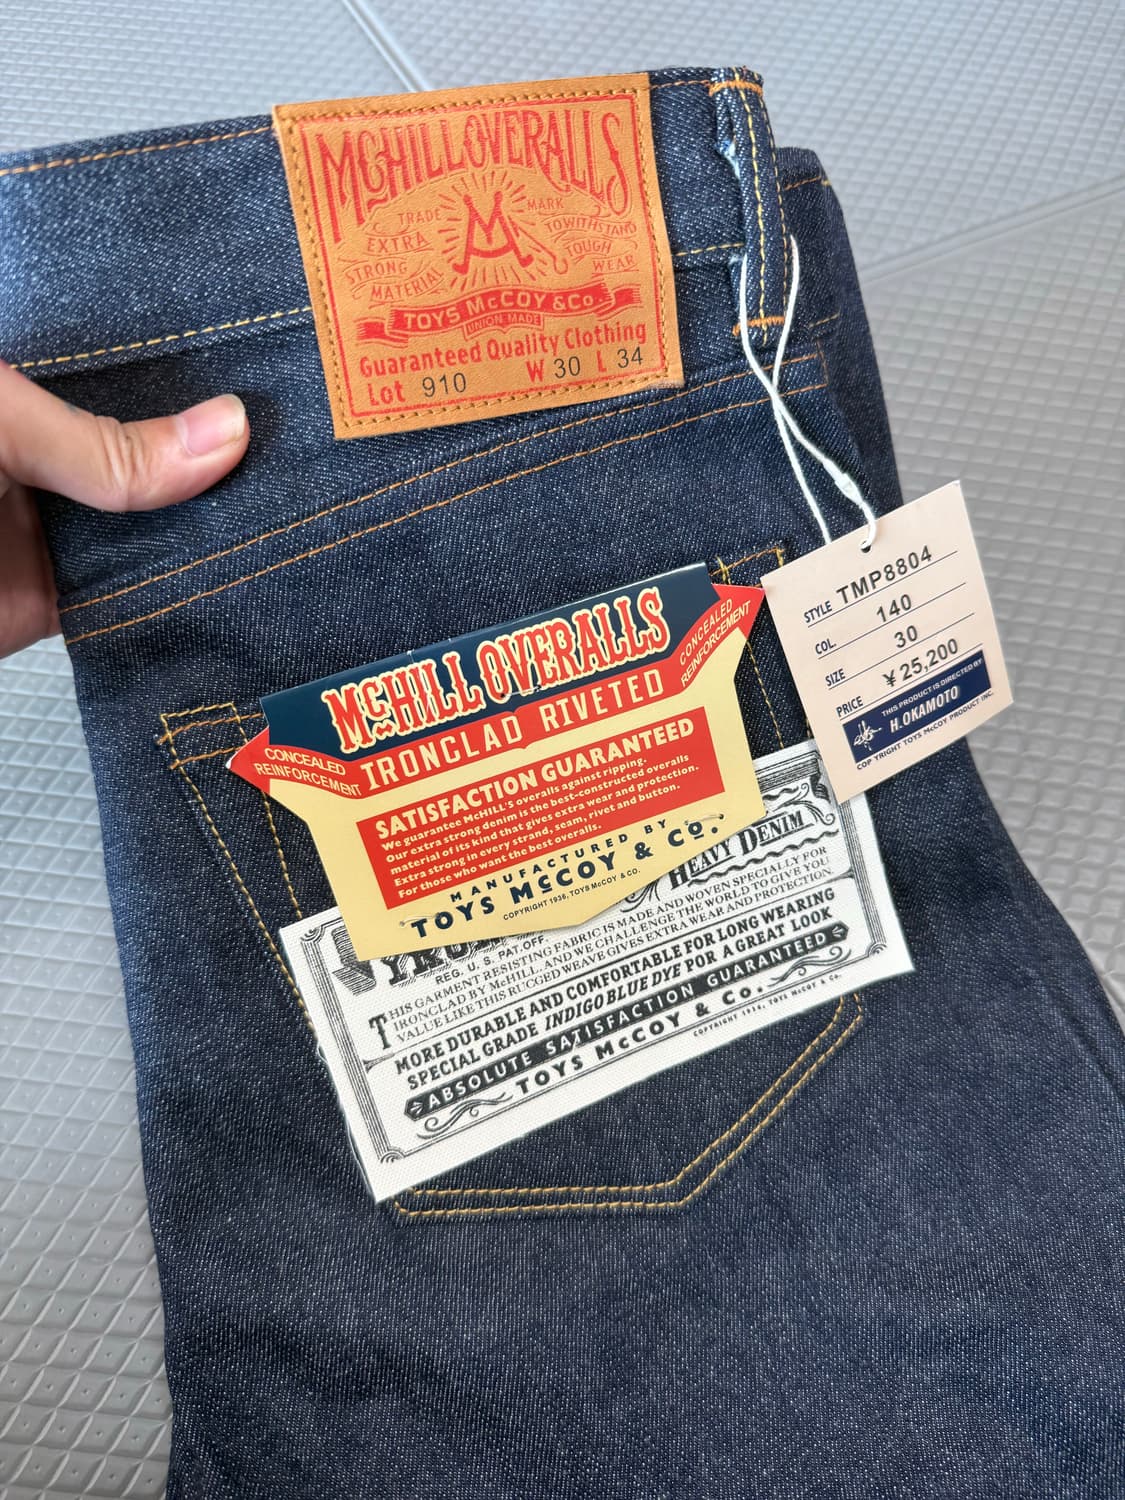 McHILL OVERALLS
TRADE MARK
EXTRA STRONG MATERIAL
TO WITHSTAND TOUGH WEAR
M
TOYS McCOY & Co.
UNION MADE
Guaranteed Quality Clothing
Lot 910 W 30 L 34
STYLE TMP8804
COL. 140
SIZE 30
PRICE ¥25,200
THIS PRODUCT IS DIRECTED BY
H.OKAMOTO
COPYRIGHT TOYS McCOY PRODUCT INC.
McHILL OVERALLS
CONCEALED REINFORCEMENT
IRONCLAD RIVETED
CONCEALED REINFORCEMENT
SATISFACTION GUARANTEED
We guarantee McHILL'S overalls against ripping.
Our extra strong denim is the best-constructed overalls
material of its kind that gives extra wear and protection.
Extra strong in every strand, seam, rivet and button.
For those who want the best overalls.
MANUFACTURED BY
TOYS McCOY & Co.
COPYRIGHT 1936, TOYS McCOY & CO.
HEAVY DENIM
REG. U. S. PAT. OFF.
THIS GARMENT RESISTING FABRIC IS MADE AND WOVEN SPECIALLY FOR
IRONCLAD BY McHILL. AND WE CHALLENGE THE WORLD TO GIVE YOU
VALUE LIKE THIS RUGGED WEAVE GIVES EXTRA WEAR AND PROTECTION.
MORE DURABLE AND COMFORTABLE FOR LONG WEARING
SPECIAL GRADE INDIGO BLUE DYE FOR A GREAT LOOK
ABSOLUTE SATISFACTION GUARANTEED
TOYS McCOY & Co.
COPYRIGHT 1936, TOYS McCOY & Co.